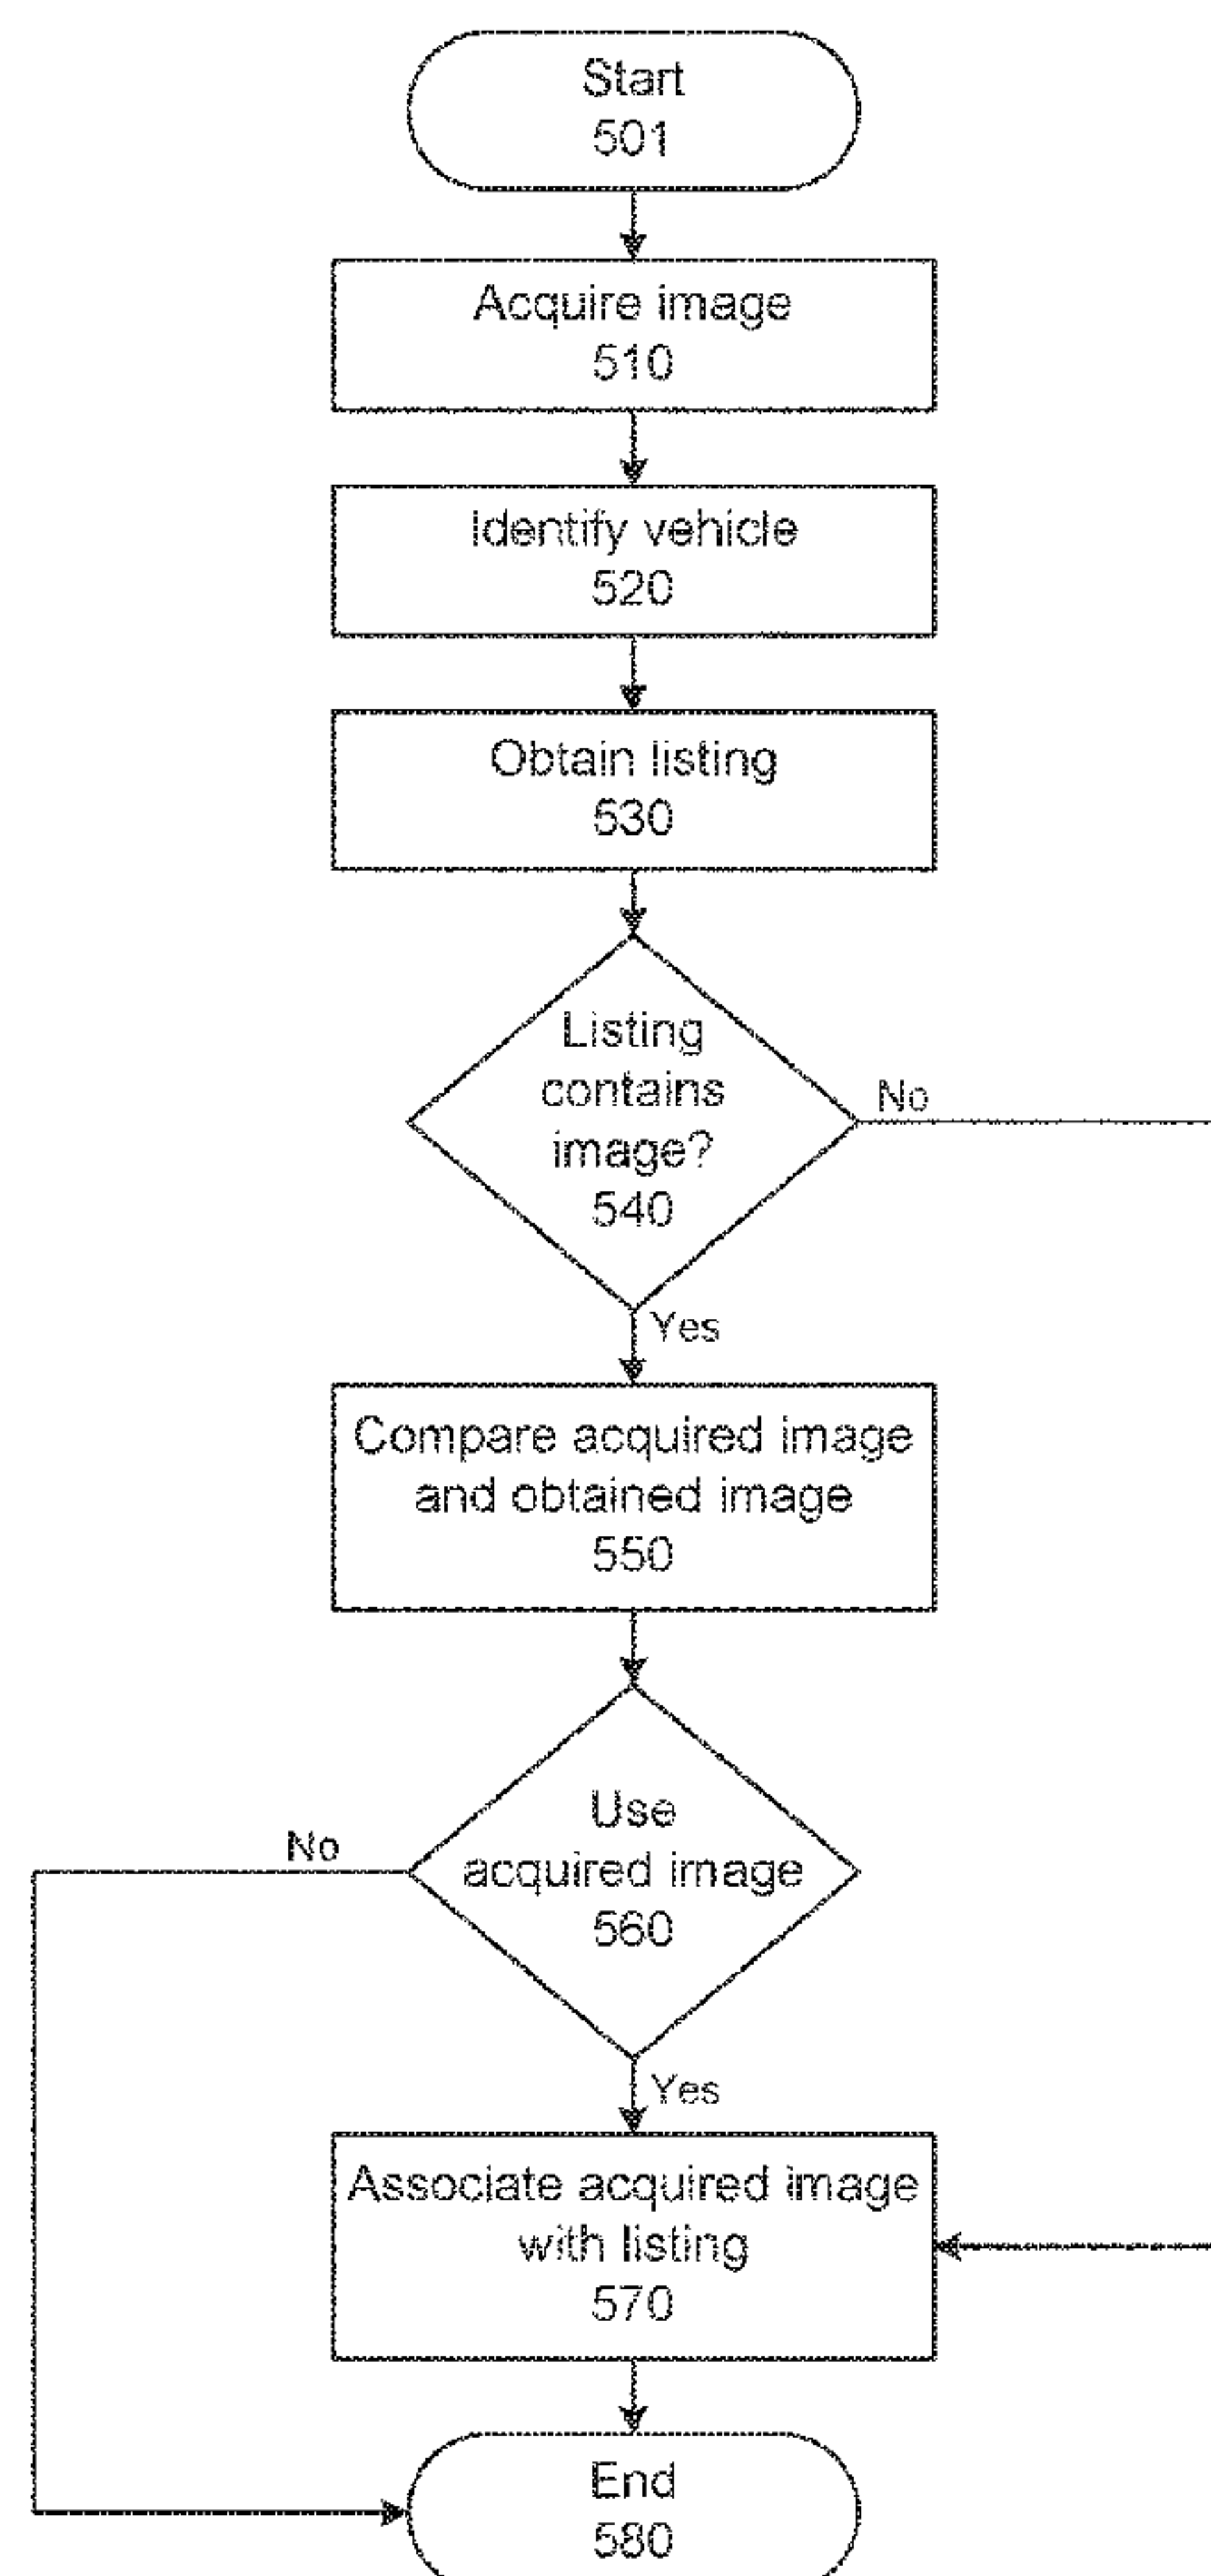 Start
501
Acquire image
510
Identify vehicle
520
Obtain listing
530
Listing
contains
image?
540
No
Yes
Compare acquired image
and obtained image
550
Use
acquired image
560
No
Yes
Associate acquired image
with listing
570
End
580